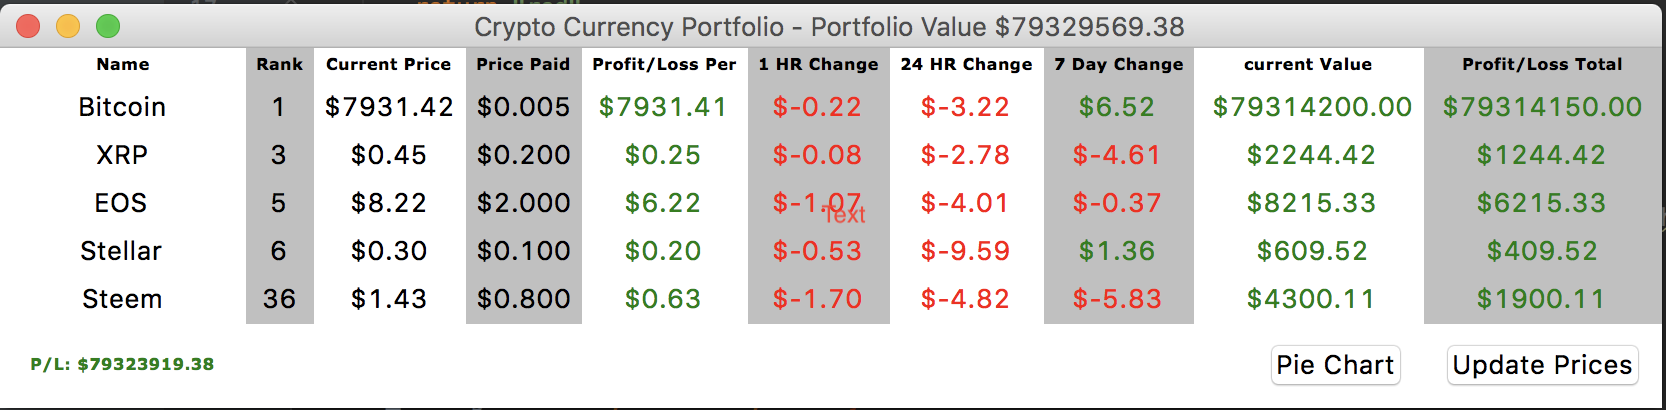 Crypto Currency Portfolio - Portfolio Value $79329569.38
Name Rank Current Price Price Paid Profit/Loss Per 1 HR Change 24 HR Change 7 Day Change current Value Profit/Loss Total
Bitcoin 1 $7931.42 $0.005 $7931.41 $-0.22 $-3.22 $6.52 $79314200.00 $79314150.00
XRP 3 $0.45 $0.200 $0.25 $-0.08 $-2.78 $-4.61 $2244.42 $1244.42
EOS 5 $8.22 $2.000 $6.22 $-1.07 $-4.01 $-0.37 $8215.33 $6215.33
Text
Stellar 6 $0.30 $0.100 $0.20 $-0.53 $-9.59 $1.36 $609.52 $409.52
Steem 36 $1.43 $0.800 $0.63 $-1.70 $-4.82 $-5.83 $4300.11 $1900.11
P/L: $79323919.38 Pie Chart Update Prices